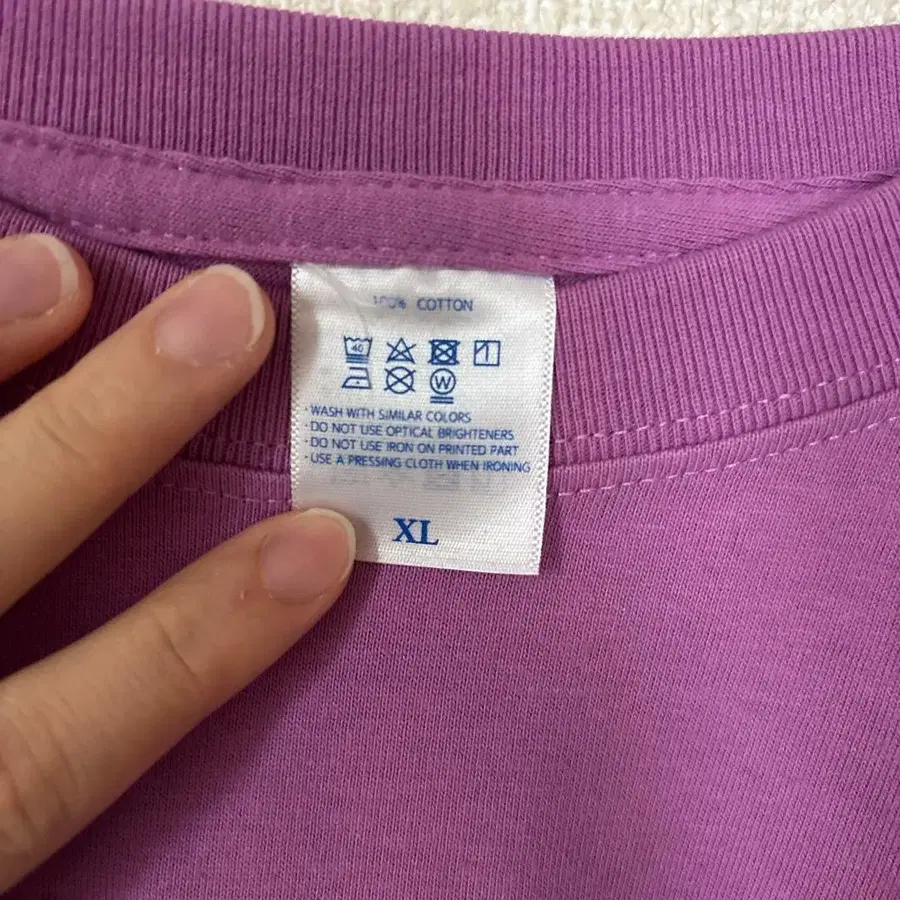 100% COTTON
40
W
· WASH WITH SIMILAR COLORS
· DO NOT USE OPTICAL BRIGHTENERS
· DO NOT USE IRON ON PRINTED PART
· USE A PRESSING CLOTH WHEN IRONING
XL